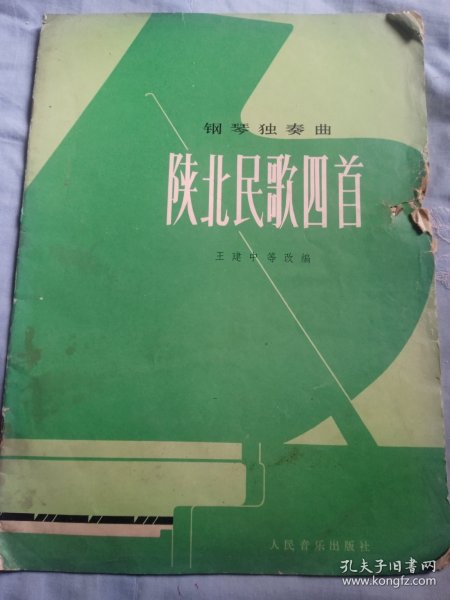 钢琴独奏曲
陕北民歌四首
王建中等改编
人民音乐出版社
孔夫子旧书网
www.kongfz.com